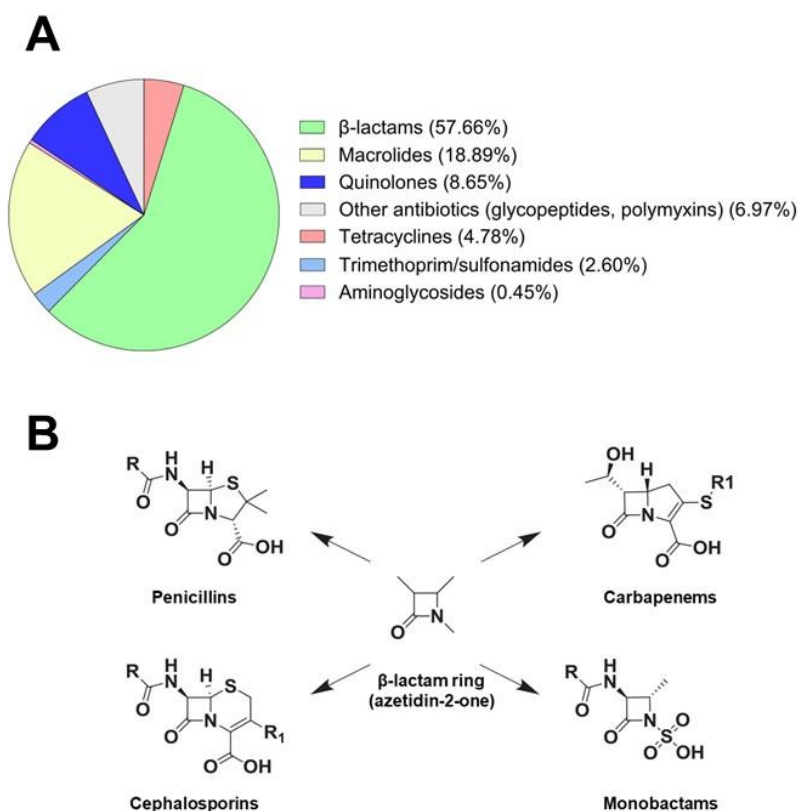 A
β-lactams (57.66%)
Macrolides (18.89%)
Quinolones (8.65%)
Other antibiotics (glycopeptides, polymyxins) (6.97%)
Tetracyclines (4.78%)
Trimethoprim/sulfonamides (2.60%)
Aminoglycosides (0.45%)
B
R
H
N
O
H
S
O
N
O
OH
Penicillins
OH
H
S
R1
O
N
O
OH
Carbapenems
O
N
β-lactam ring
(azetidin-2-one)
R
H
N
O
H
S
O
N
R₁
O
OH
Cephalosporins
R
H
N
O
O
N
O
S
O
OH
Monobactams